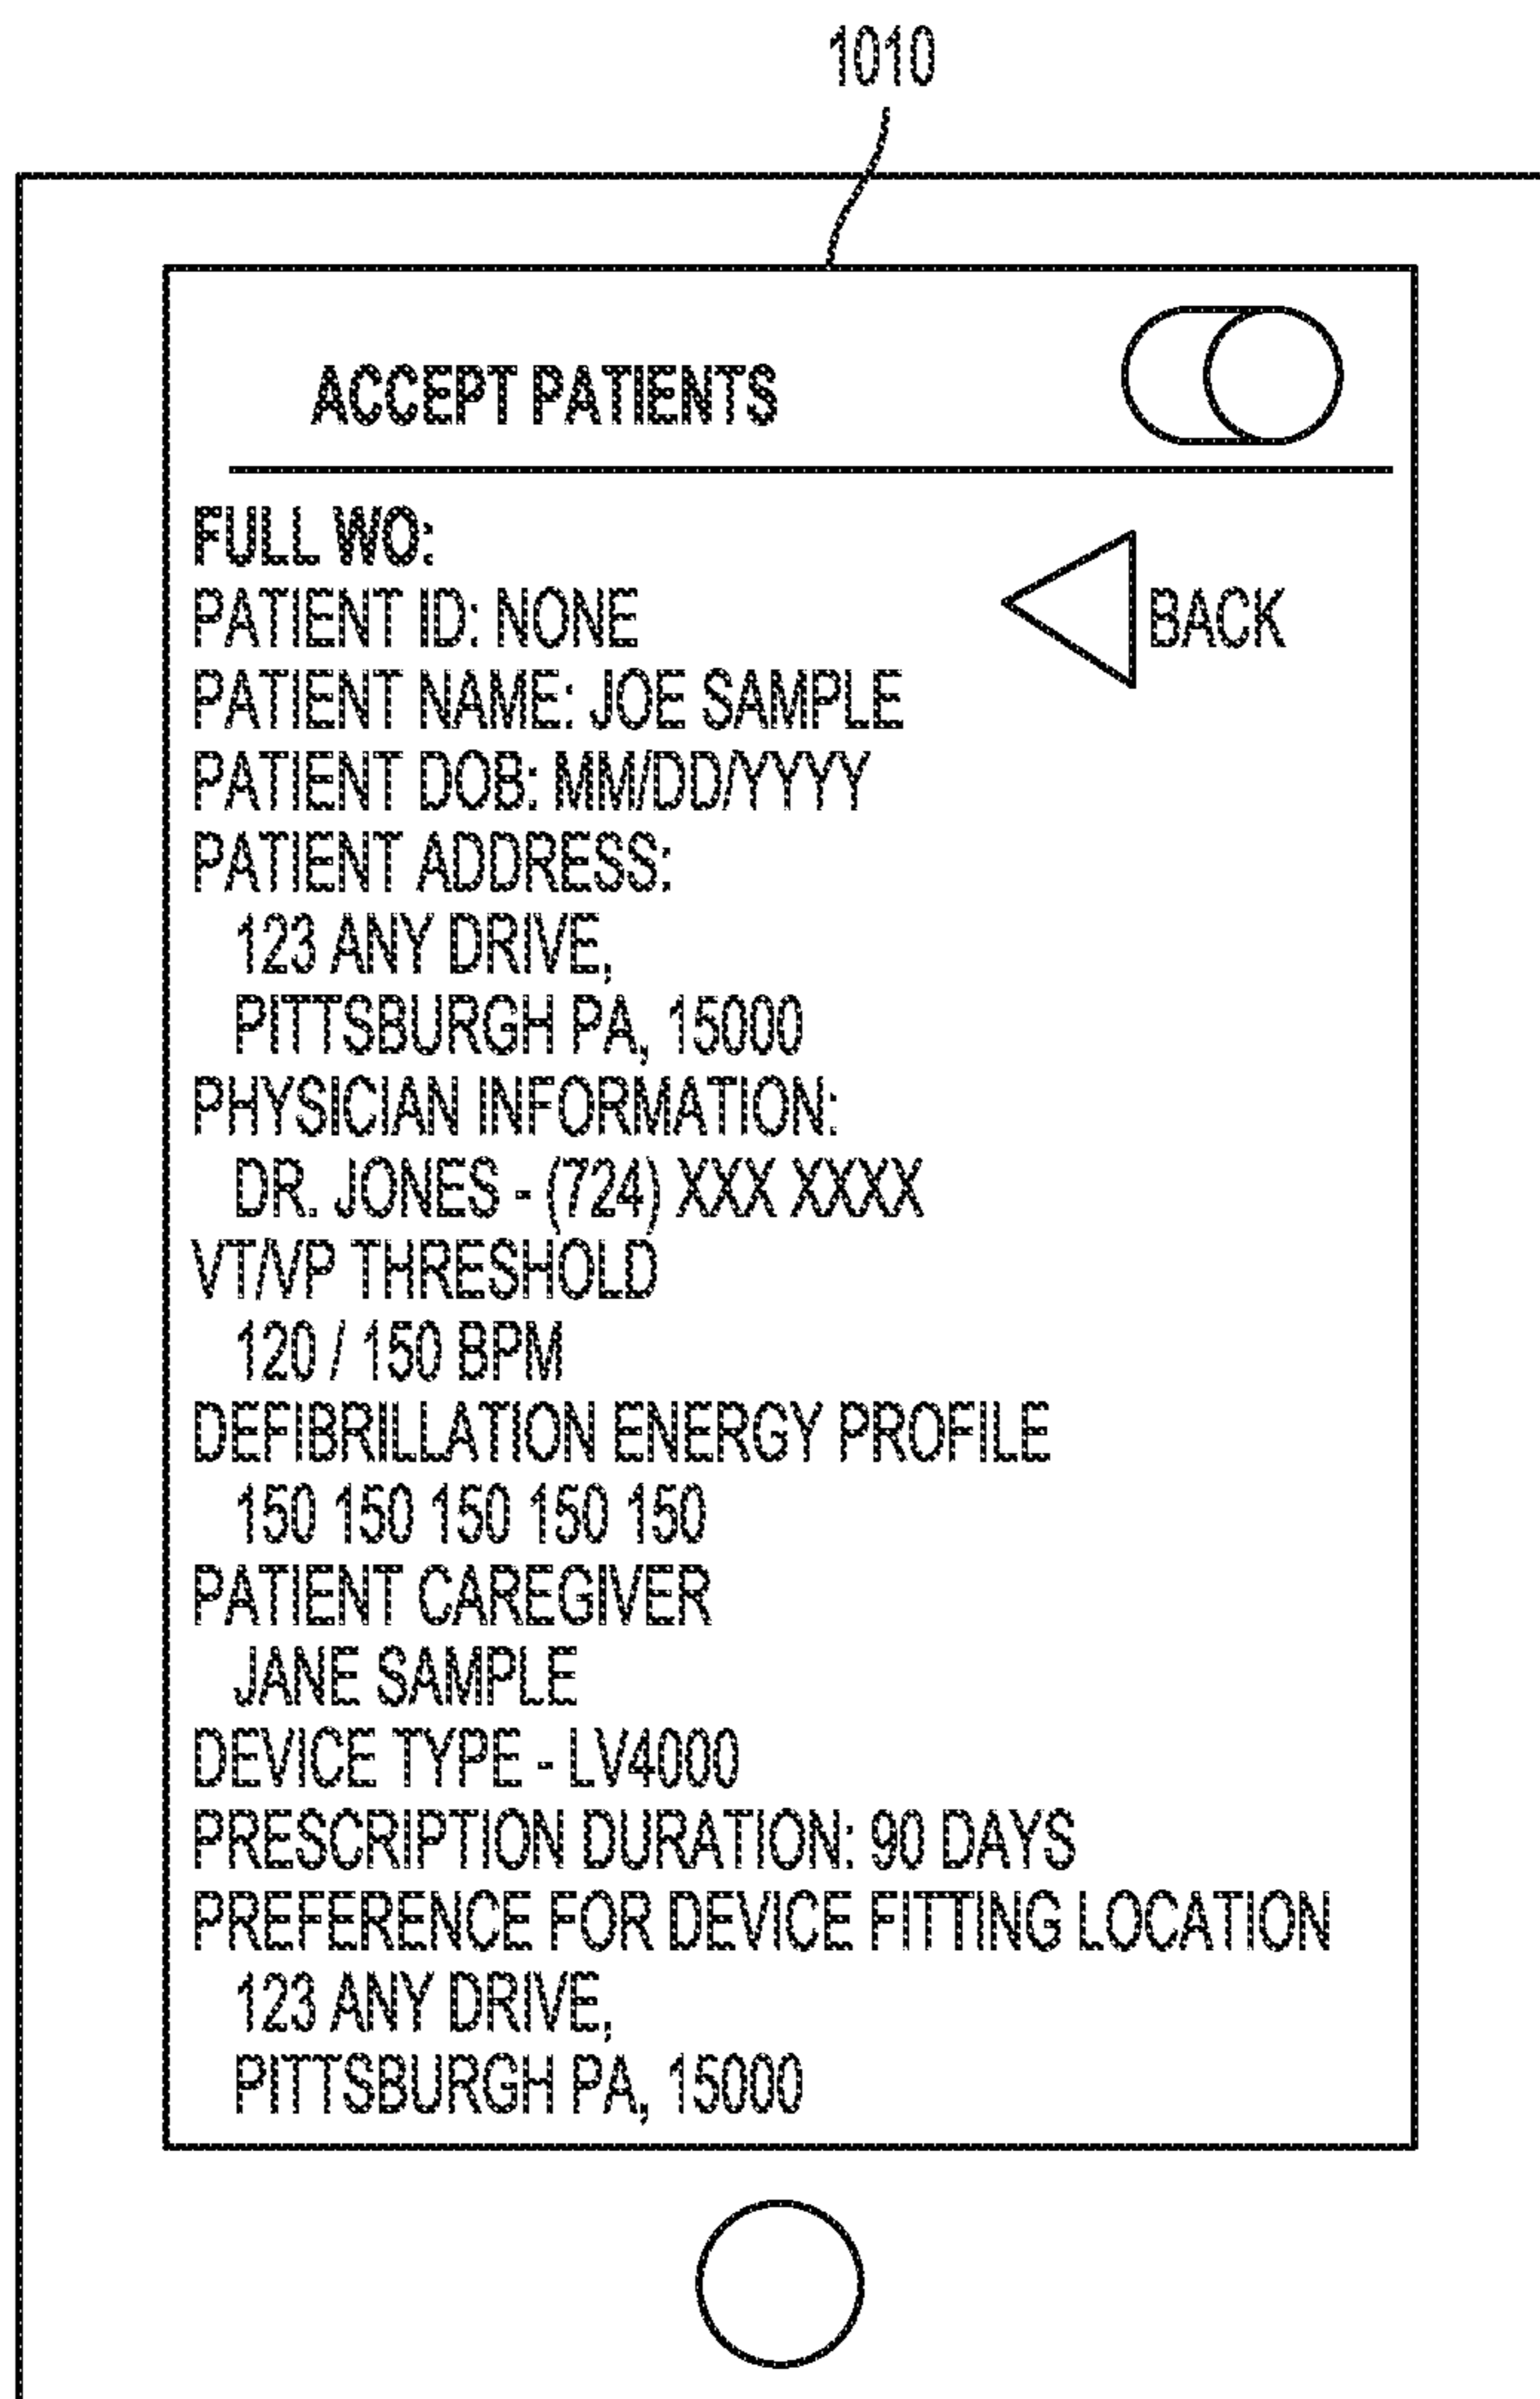 1010
ACCEPT PATIENTS
FULL WO:
PATIENT ID: NONE
BACK
PATIENT NAME: JOE SAMPLE
PATIENT DOB: MM/DD/YYYY
PATIENT ADDRESS:
123 ANY DRIVE,
PITTSBURGH PA, 15000
PHYSICIAN INFORMATION:
DR. JONES - (724) XXX XXXX
VT/VP THRESHOLD
120 / 150 BPM
DEFIBRILLATION ENERGY PROFILE
150 150 150 150 150
PATIENT CAREGIVER
JANE SAMPLE
DEVICE TYPE - LV4000
PRESCRIPTION DURATION: 90 DAYS
PREFERENCE FOR DEVICE FITTING LOCATION
123 ANY DRIVE,
PITTSBURGH PA, 15000